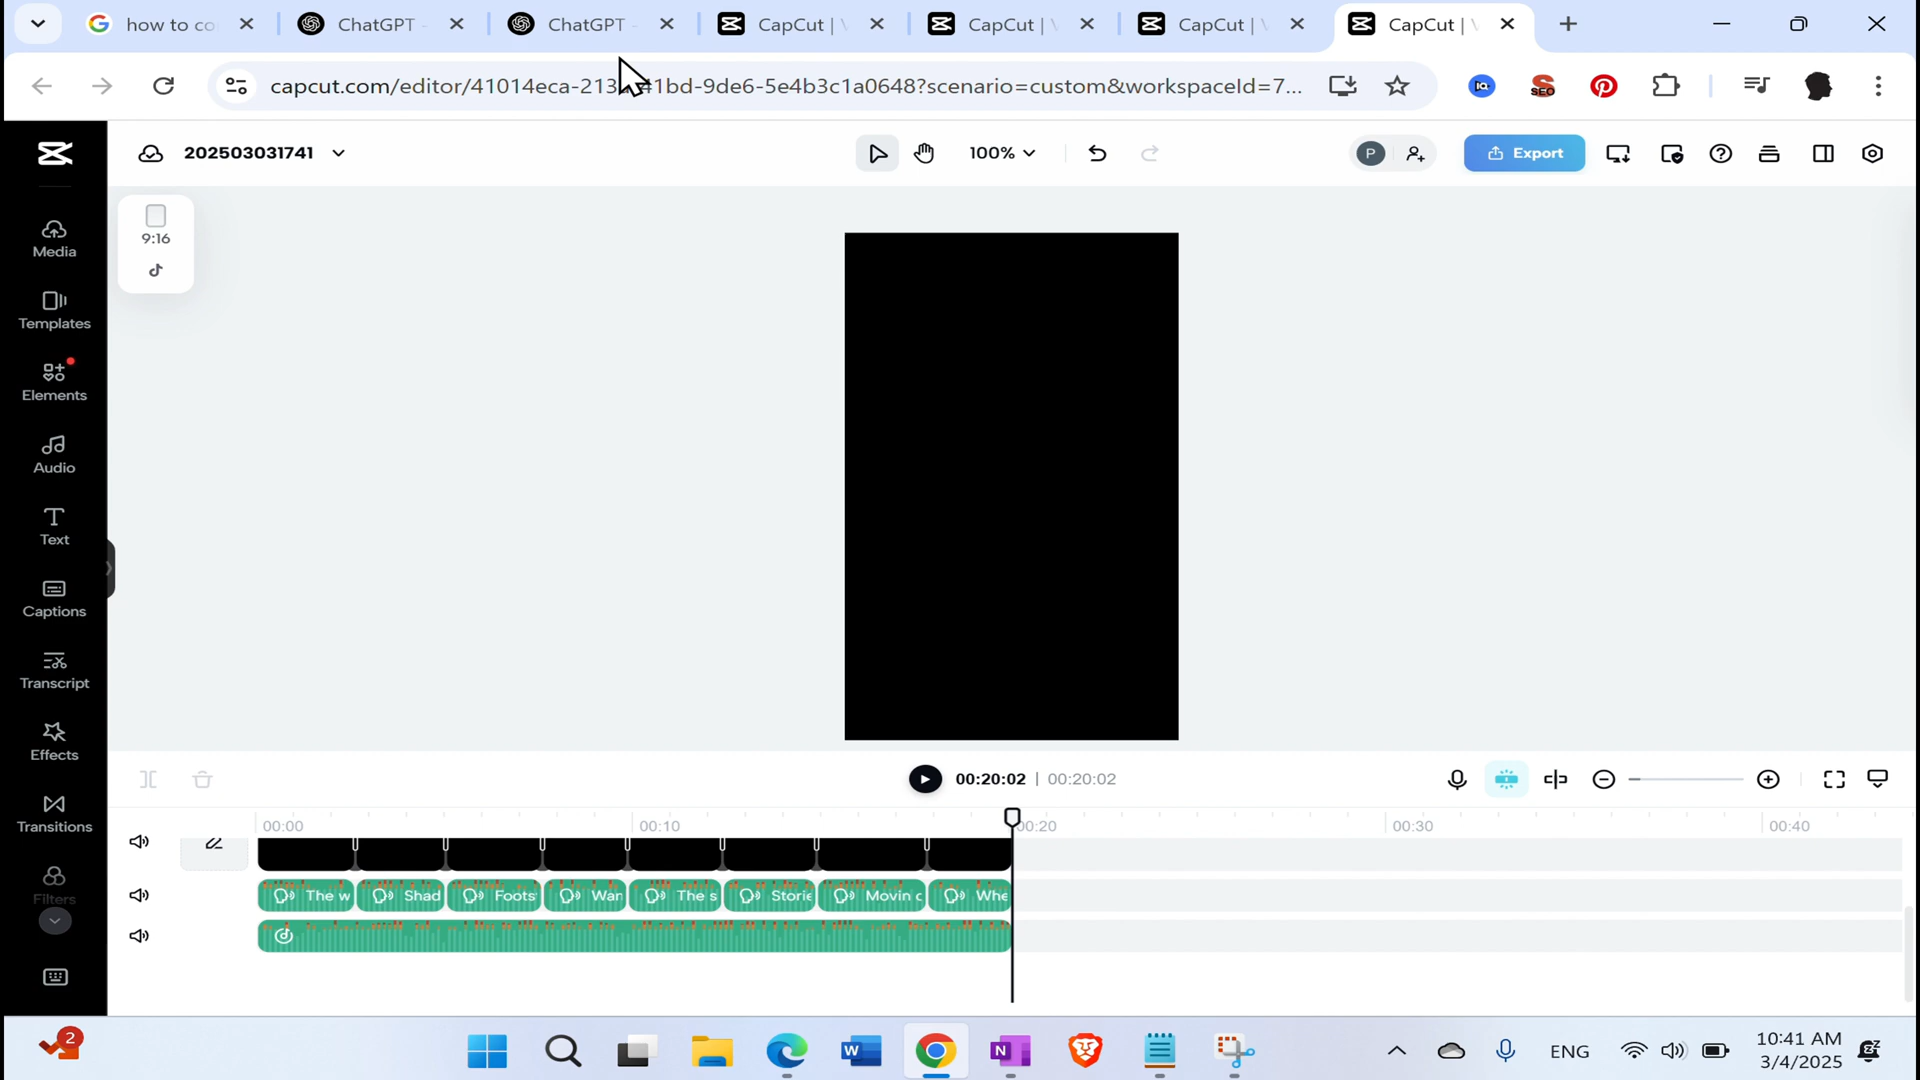 how to co
ChatGPT -
ChatGPT -
CapCut |
CapCut |
CapCut |
CapCut |
capcut.com/editor/41014eca-213 41bd-9de6-5e4b3c1a0648?scenario=custom&workspaceId=7...
SEO
202503031741
100%
P
Export
9:16
Media
Templates
Elements
Audio
Text
Captions
Transcript
Effects
Transitions
Filters
00:20:02 | 00:20:02
00:00
00:10
00:20
00:30
00:40
The w
Shad
Foots
Wan
The s
Storie
Movin c
Whe
2
ENG
10:41 AM
3/4/2025